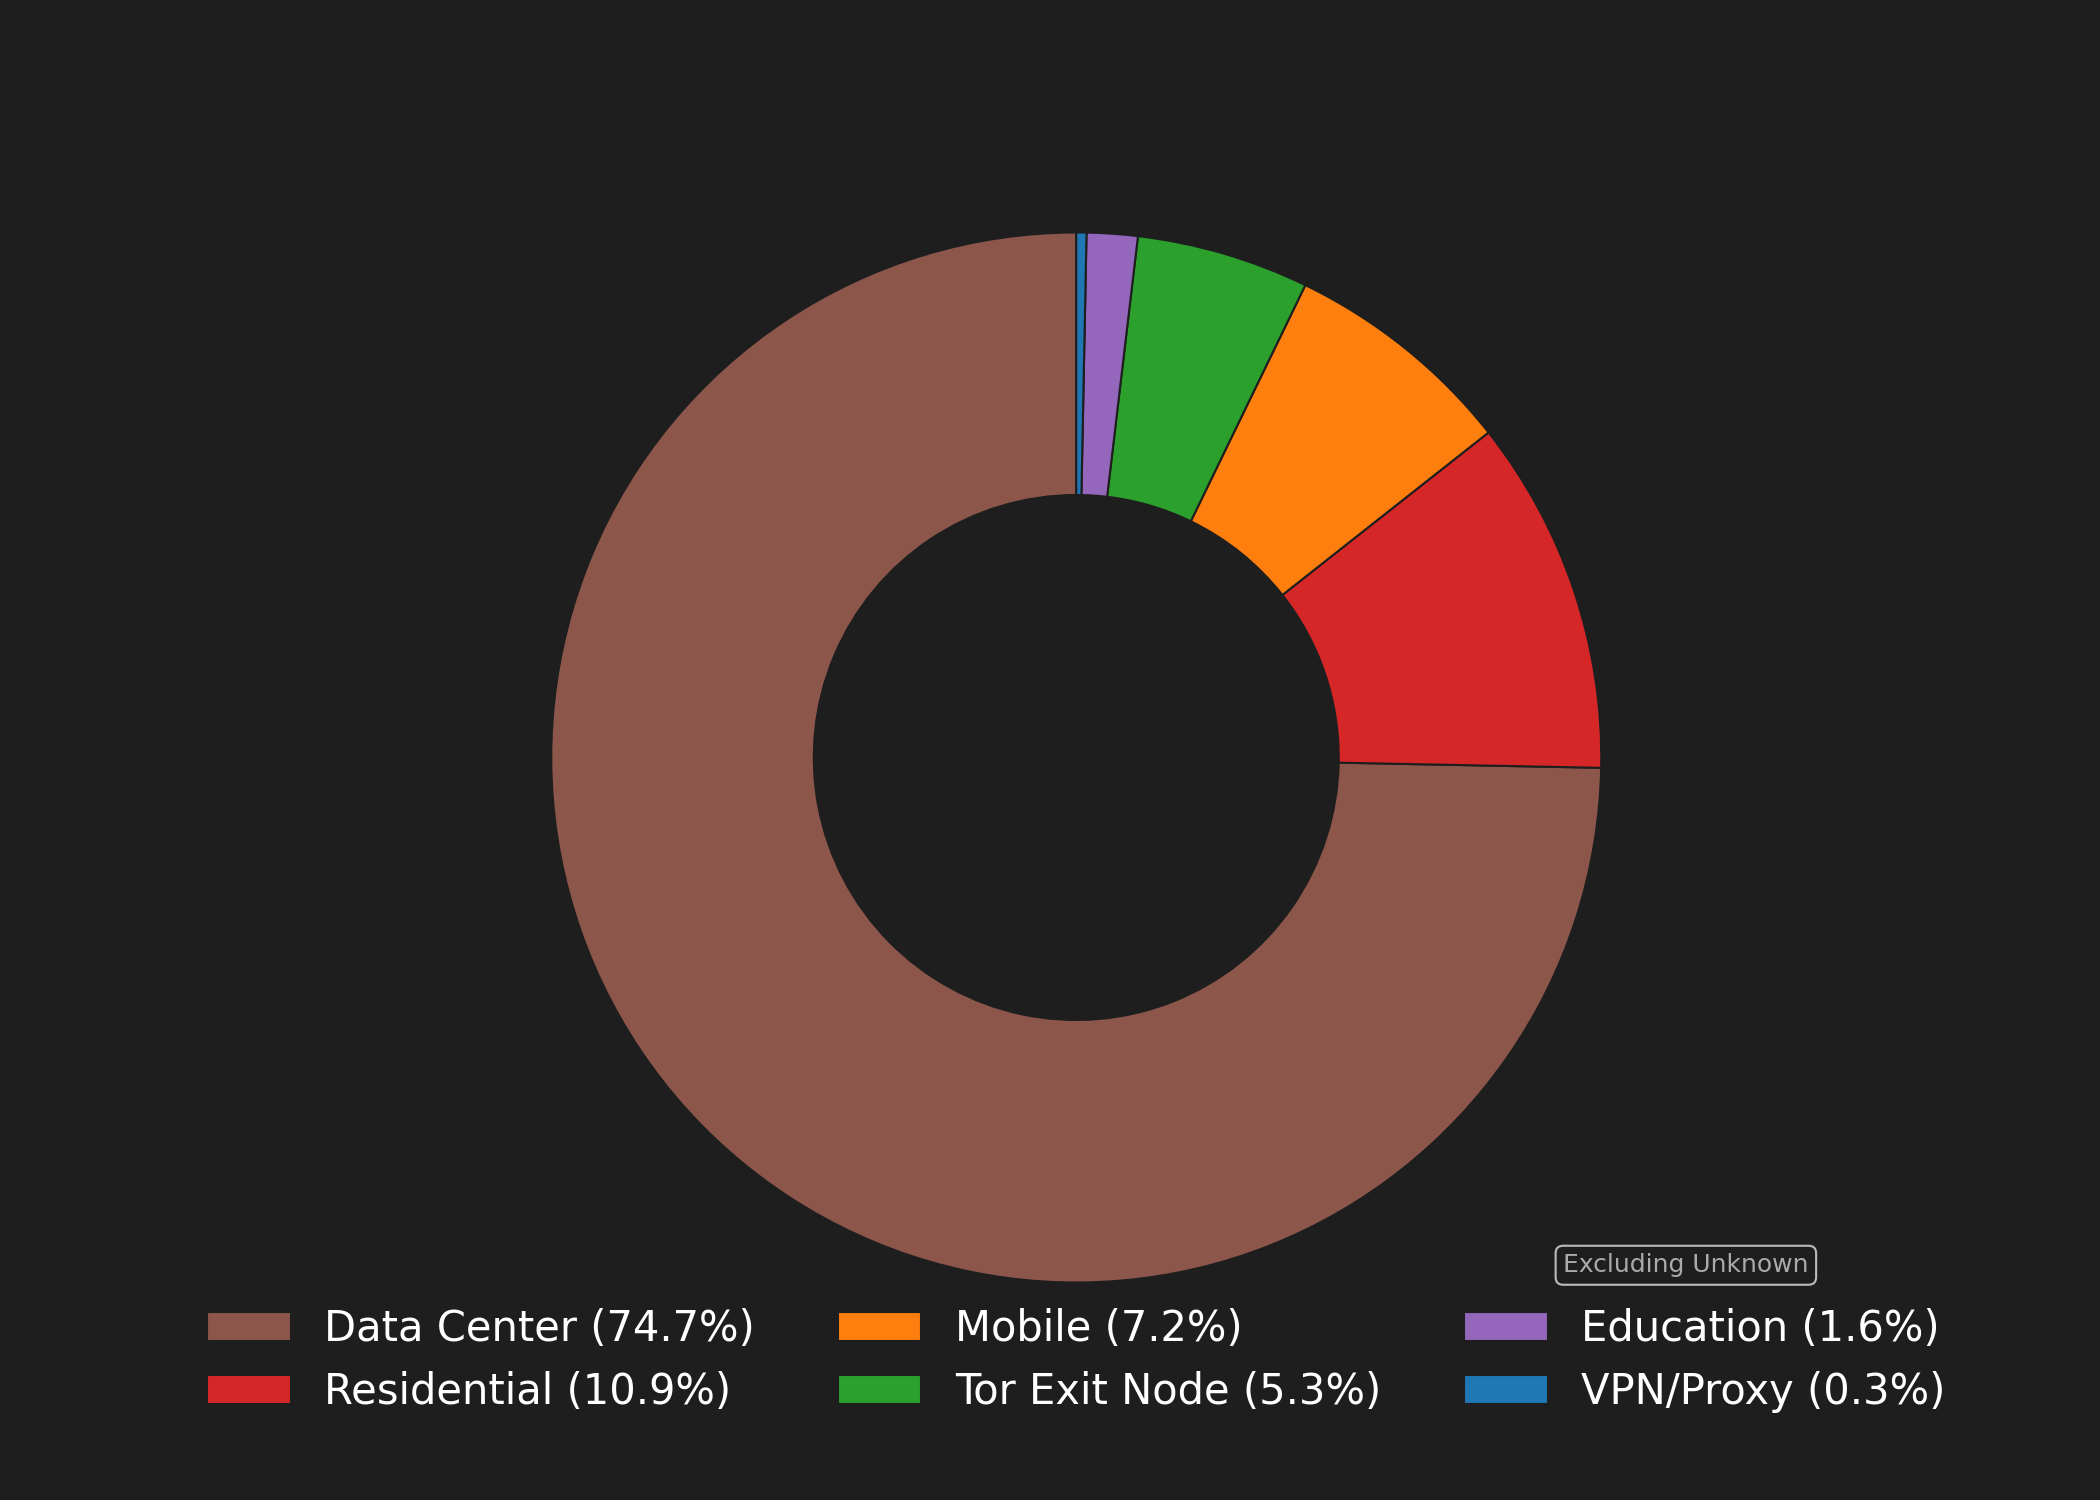 Excluding Unknown
Data Center (74.7%)
Residential (10.9%)
Mobile (7.2%)
Tor Exit Node (5.3%)
Education (1.6%)
VPN/Proxy (0.3%)